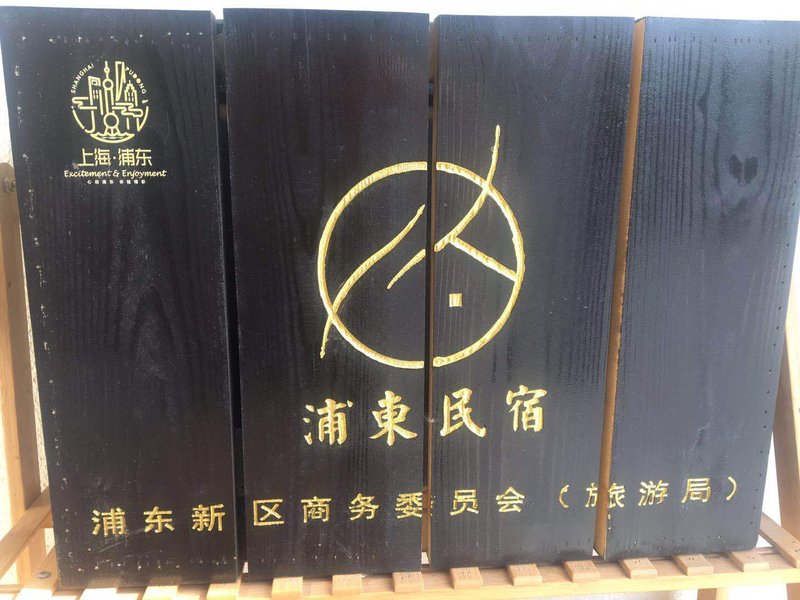 SHANGHAI PUDONG
上海·浦东
Excitement & Enjoyment
浦東民宿
浦东新区商务委员会（旅游局）